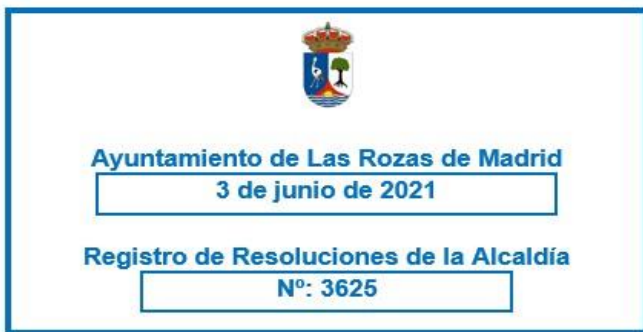 Ayuntamiento de Las Rozas de Madrid
3 de junio de 2021
Registro de Resoluciones de la Alcaldía
Nº: 3625